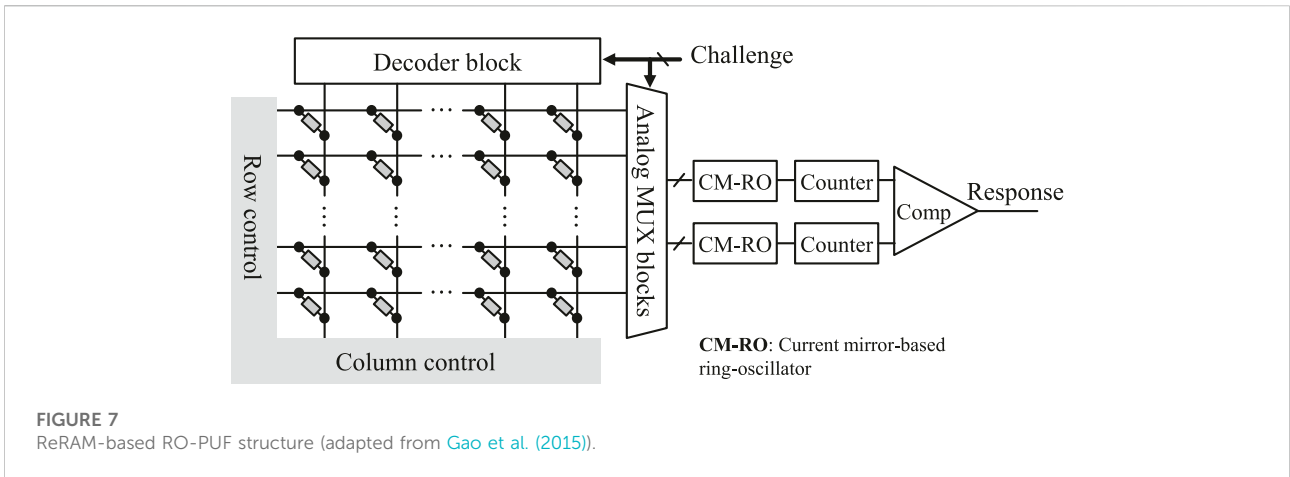 Decoder block
Challenge
Row control
Analog MUX blocks
CM-RO
Counter
Comp
Response
CM-RO
Counter
Column control
CM-RO: Current mirror-based
ring-oscillator
FIGURE 7
ReRAM-based RO-PUF structure (adapted from Gao et al. (2015)).